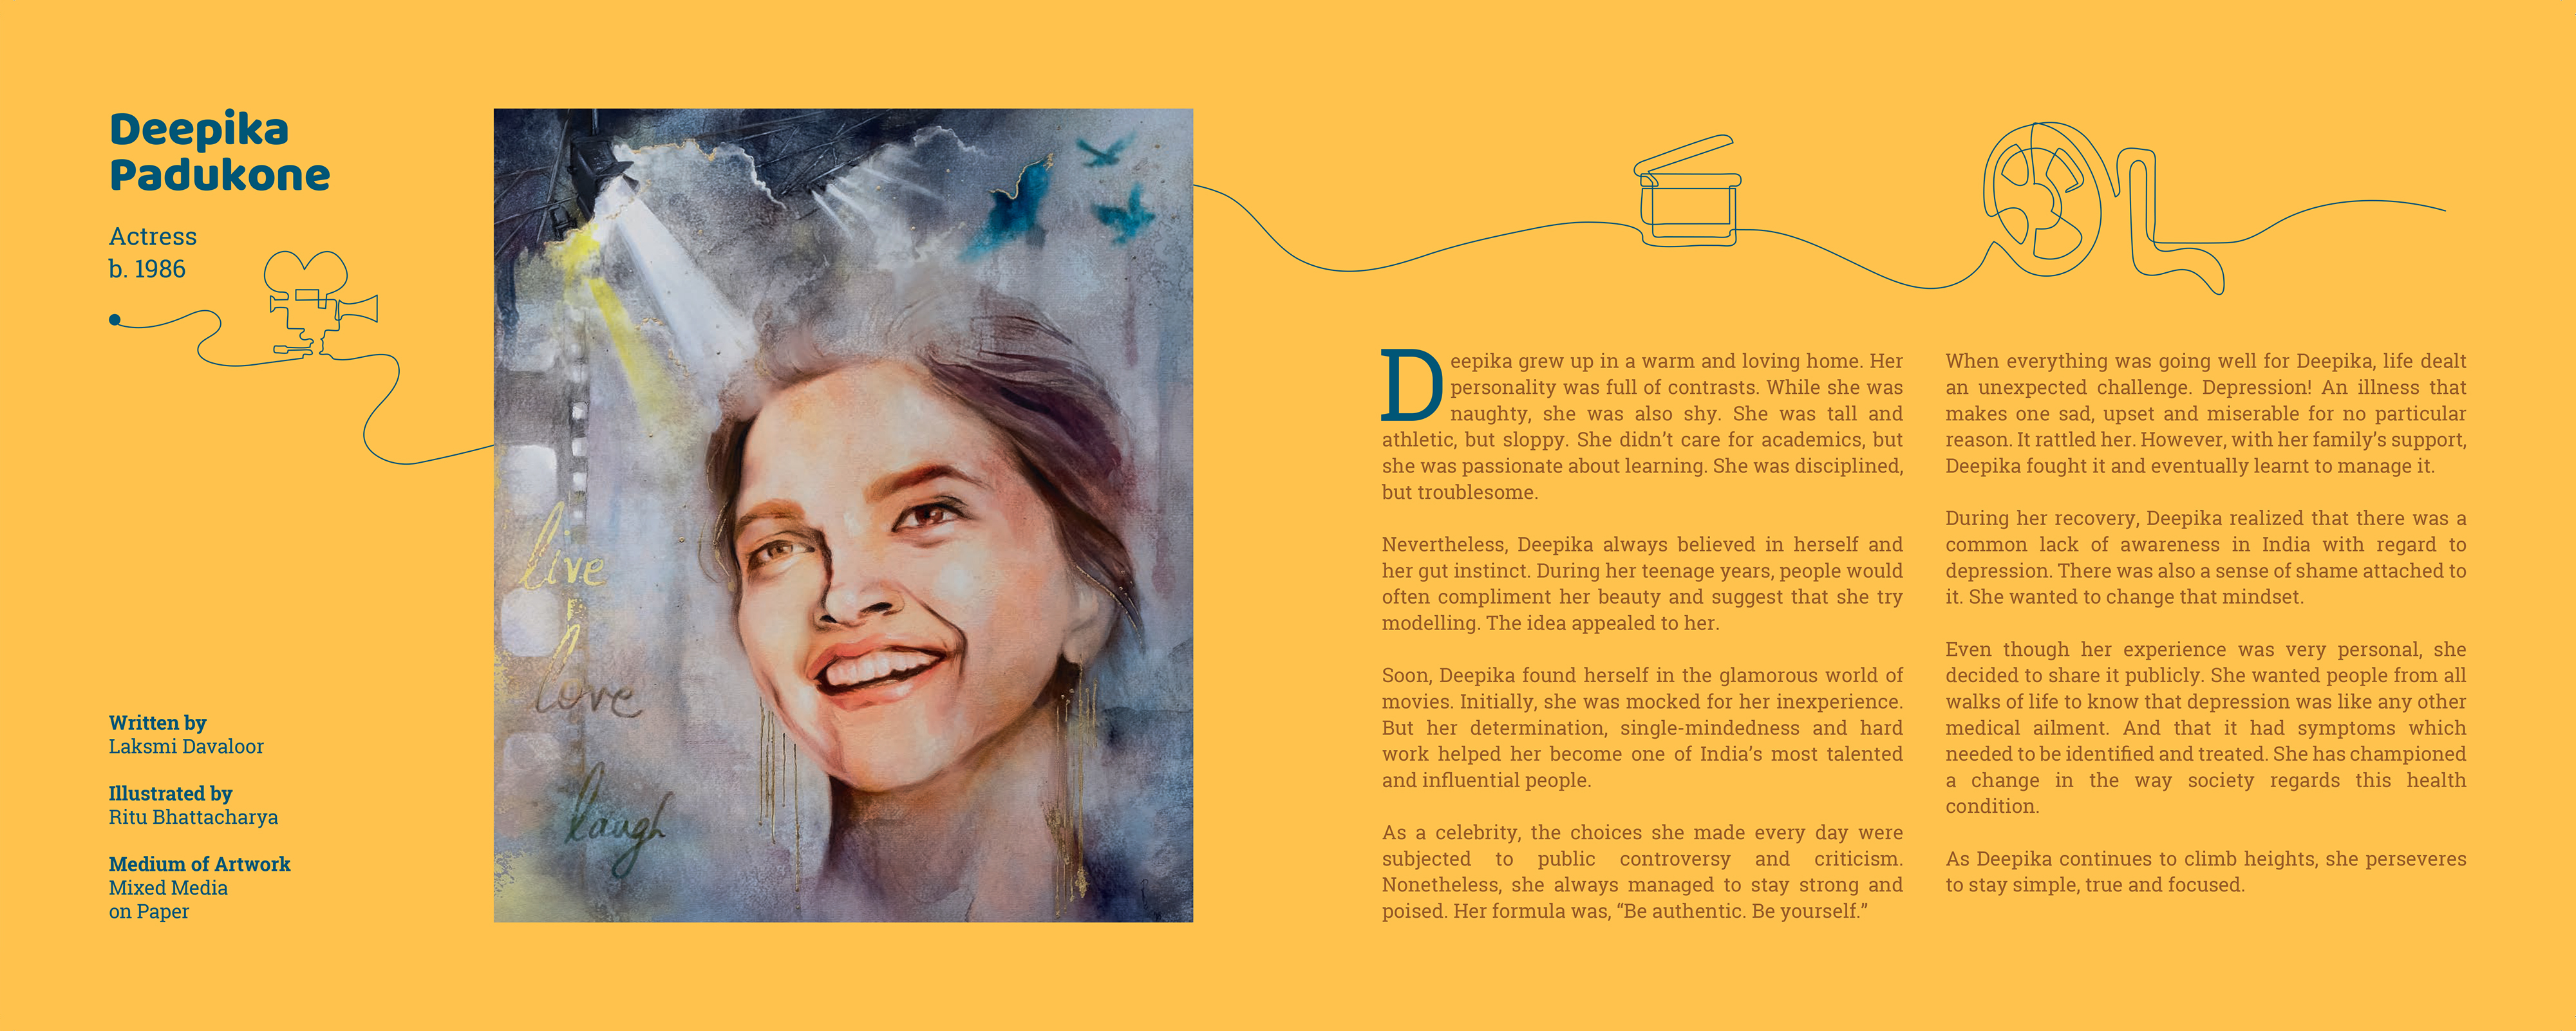 Deepika
Padukone
Actress
b. 1986
Written by
Laksmi Davaloor
Illustrated by
Ritu Bhattacharya
Medium of Artwork
Mixed Media
on Paper
live
n
love
laugh
Deepika grew up in a warm and loving home. Her
personality was full of contrasts. While she was
naughty, she was also shy. She was tall and
athletic, but sloppy. She didn’t care for academics, but
she was passionate about learning. She was disciplined,
but troublesome.
Nevertheless, Deepika always believed in herself and
her gut instinct. During her teenage years, people would
often compliment her beauty and suggest that she try
modelling. The idea appealed to her.
Soon, Deepika found herself in the glamorous world of
movies. Initially, she was mocked for her inexperience.
But her determination, single-mindedness and hard
work helped her become one of India’s most talented
and influential people.
As a celebrity, the choices she made every day were
subjected to public controversy and criticism.
Nonetheless, she always managed to stay strong and
poised. Her formula was, “Be authentic. Be yourself.”
When everything was going well for Deepika, life dealt
an unexpected challenge. Depression! An illness that
makes one sad, upset and miserable for no particular
reason. It rattled her. However, with her family’s support,
Deepika fought it and eventually learnt to manage it.
During her recovery, Deepika realized that there was a
common lack of awareness in India with regard to
depression. There was also a sense of shame attached to
it. She wanted to change that mindset.
Even though her experience was very personal, she
decided to share it publicly. She wanted people from all
walks of life to know that depression was like any other
medical ailment. And that it had symptoms which
needed to be identified and treated. She has championed
a change in the way society regards this health
condition.
As Deepika continues to climb heights, she perseveres
to stay simple, true and focused.